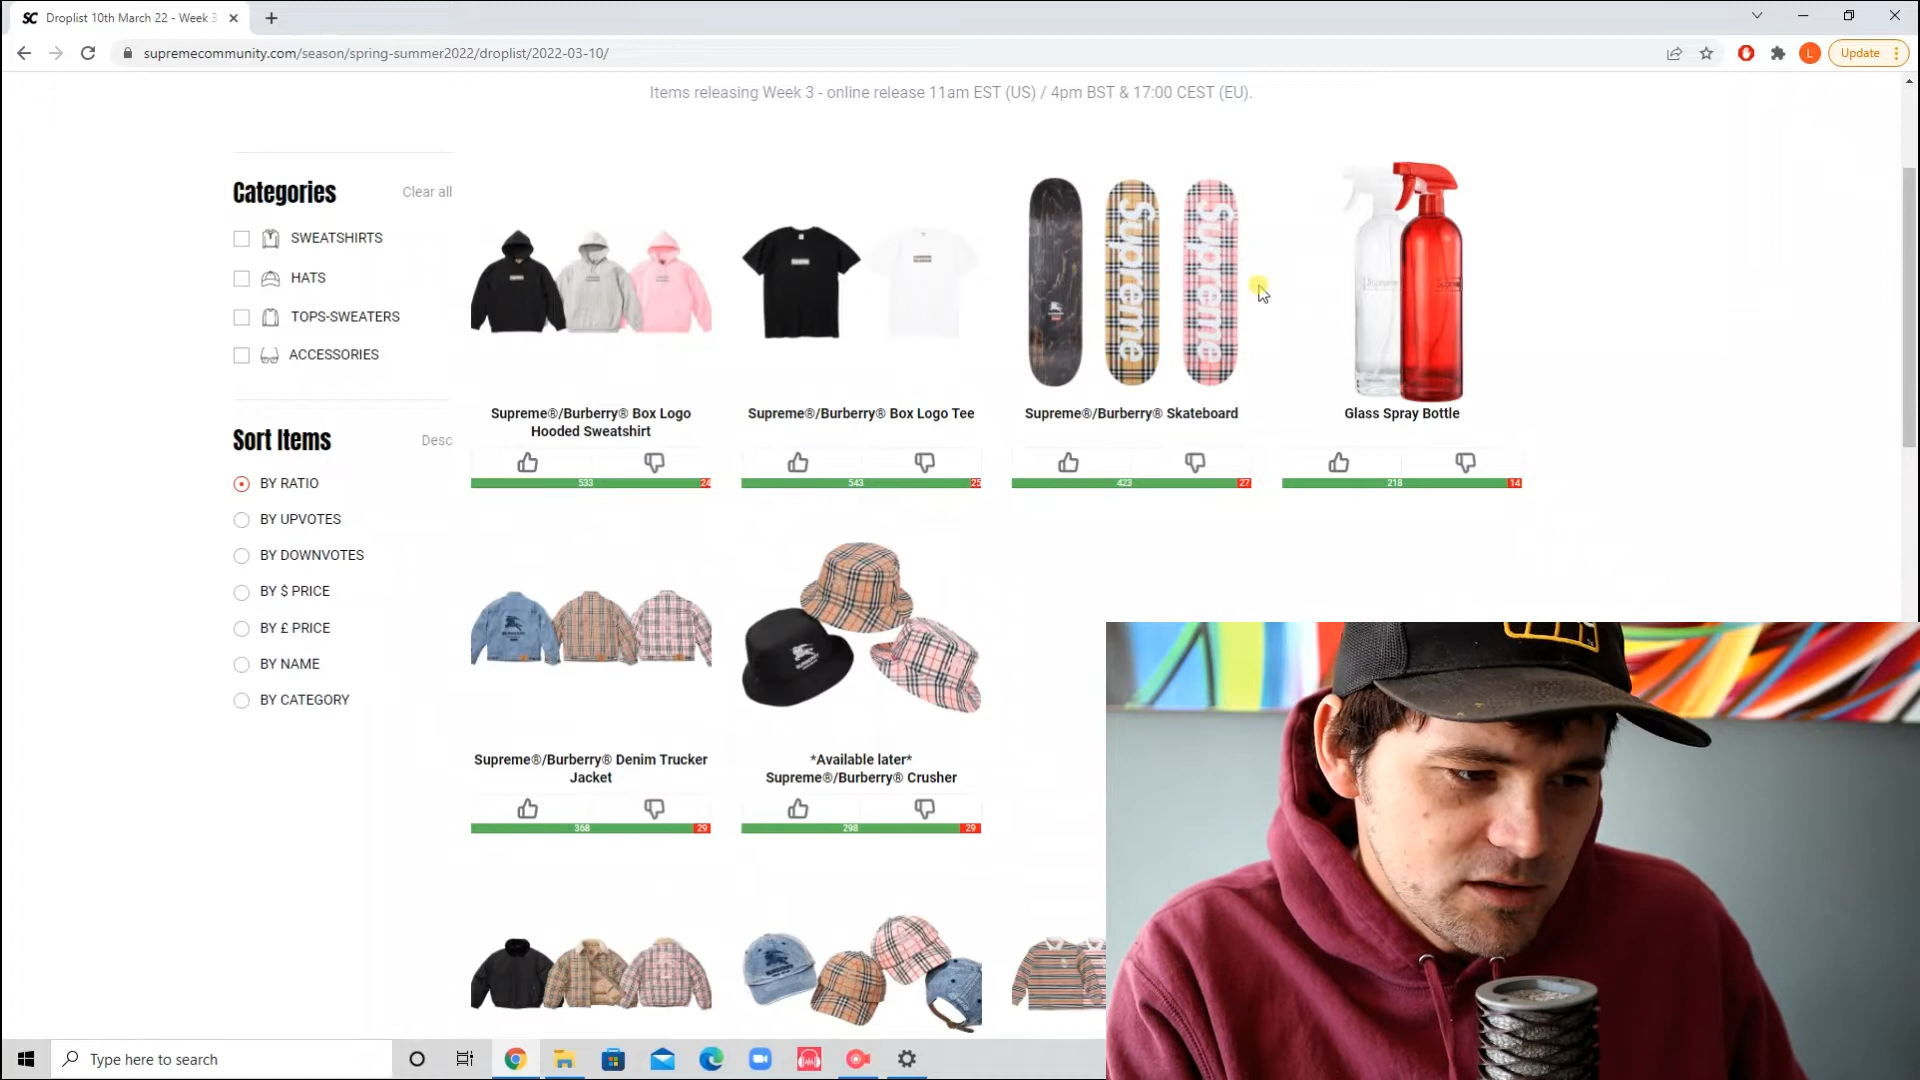 SC Droplist 10th March 22 - Week 3
supremecommunity.com/season/spring-summer2022/droplist/2022-03-10/
L
Update
Items releasing Week 3 - online release 11am EST (US) / 4pm BST & 17:00 CEST (EU).
Categories
Clear all
SWEATSHIRTS
HATS
TOPS-SWEATERS
ACCESSORIES
Sort Items
Desc
BY RATIO
BY UPVOTES
BY DOWNVOTES
BY $ PRICE
BY £ PRICE
BY NAME
BY CATEGORY
Supreme
Supreme
Supreme®/Burberry® Box Logo
Hooded Sweatshirt
533 24
Supreme®/Burberry® Box Logo Tee
543 25
Supreme®/Burberry® Skateboard
423 27
Glass Spray Bottle
218 14
Supreme®/Burberry® Denim Trucker
Jacket
368 29
*Available later*
Supreme®/Burberry® Crusher
298 29
Type here to search